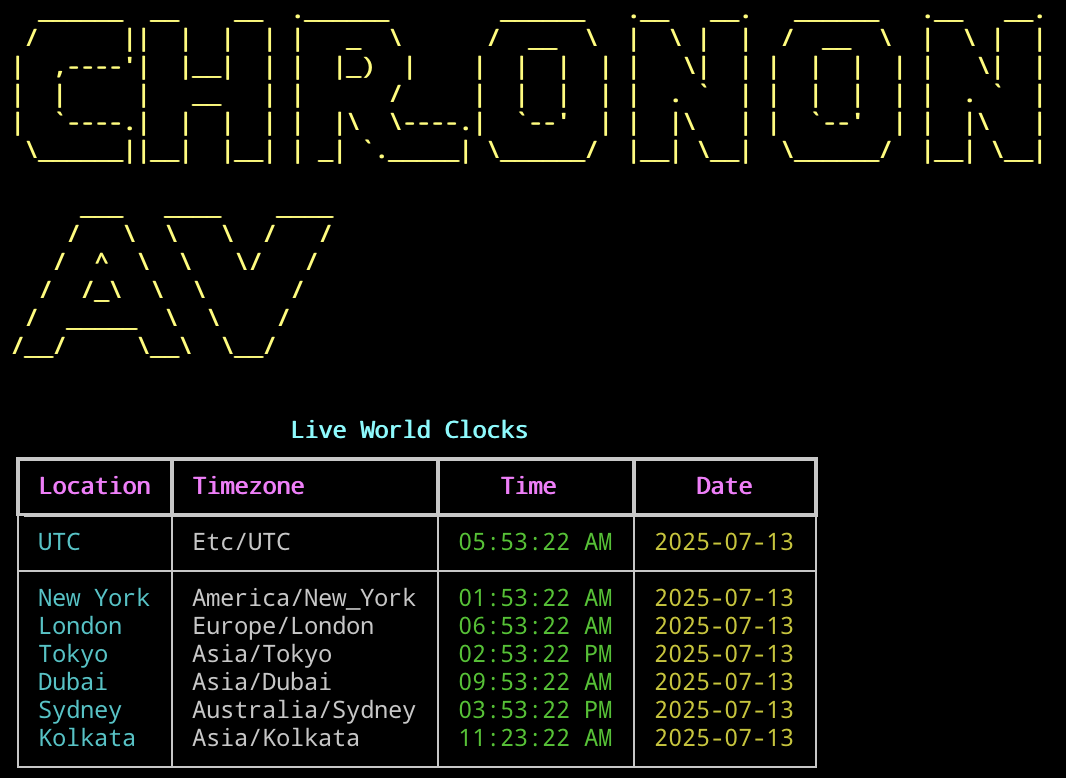 CHRONON
AV
Live World Clocks
Location Timezone Time Date
UTC Etc/UTC 05:53:22 AM 2025-07-13
New York America/New_York 01:53:22 AM 2025-07-13
London Europe/London 06:53:22 AM 2025-07-13
Tokyo Asia/Tokyo 02:53:22 PM 2025-07-13
Dubai Asia/Dubai 09:53:22 AM 2025-07-13
Sydney Australia/Sydney 03:53:22 PM 2025-07-13
Kolkata Asia/Kolkata 11:23:22 AM 2025-07-13